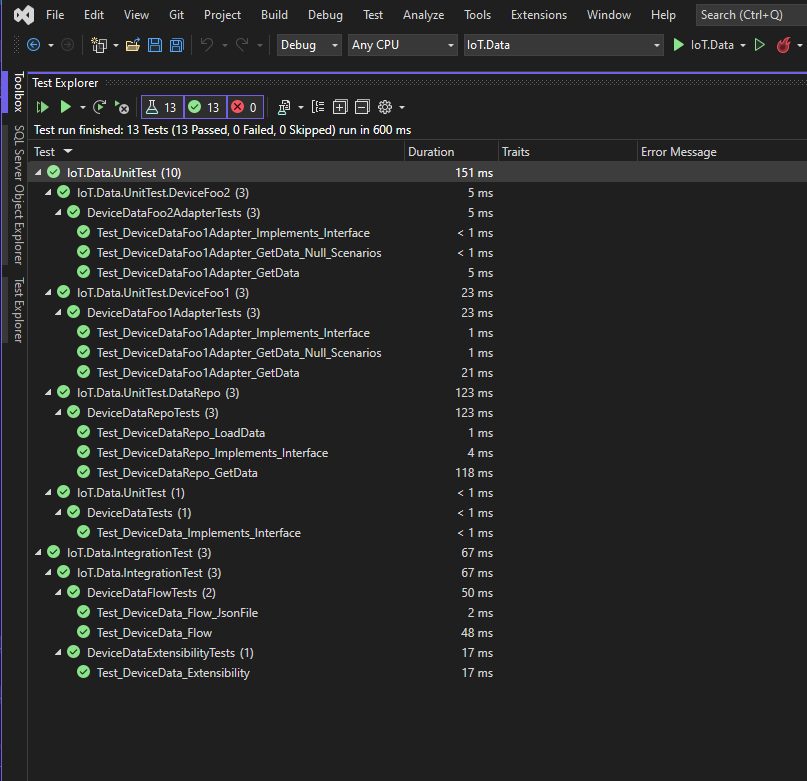 File Edit View Git Project Build Debug Test Analyze Tools Extensions Window Help Search (Ctrl+Q)
Debug Any CPU IoT.Data IoT.Data
Toolbox
SQL Server Object Explorer
Test Explorer
Test Explorer
13 13 0
Test run finished: 13 Tests (13 Passed, 0 Failed, 0 Skipped) run in 600 ms
Test Duration Traits Error Message
IoT.Data.UnitTest (10) 151 ms
IoT.Data.UnitTest.DeviceFoo2 (3) 5 ms
DeviceDataFoo2AdapterTests (3) 5 ms
Test_DeviceDataFoo1Adapter_Implements_Interface < 1 ms
Test_DeviceDataFoo1Adapter_GetData_Null_Scenarios < 1 ms
Test_DeviceDataFoo1Adapter_GetData 5 ms
IoT.Data.UnitTest.DeviceFoo1 (3) 23 ms
DeviceDataFoo1AdapterTests (3) 23 ms
Test_DeviceDataFoo1Adapter_Implements_Interface 1 ms
Test_DeviceDataFoo1Adapter_GetData_Null_Scenarios 1 ms
Test_DeviceDataFoo1Adapter_GetData 21 ms
IoT.Data.UnitTest.DataRepo (3) 123 ms
DeviceDataRepoTests (3) 123 ms
Test_DeviceDataRepo_LoadData 1 ms
Test_DeviceDataRepo_Implements_Interface 4 ms
Test_DeviceDataRepo_GetData 118 ms
IoT.Data.UnitTest (1) < 1 ms
DeviceDataTests (1) < 1 ms
Test_DeviceData_Implements_Interface < 1 ms
IoT.Data.IntegrationTest (3) 67 ms
IoT.Data.IntegrationTest (3) 67 ms
DeviceDataFlowTests (2) 50 ms
Test_DeviceData_Flow_JsonFile 2 ms
Test_DeviceData_Flow 48 ms
DeviceDataExtensibilityTests (1) 17 ms
Test_DeviceData_Extensibility 17 ms